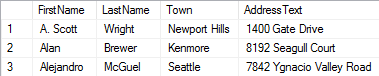 FirstName LastName Town AddressText
1 A. Scott Wright Newport Hills 1400 Gate Drive
2 Alan Brewer Kenmore 8192 Seagull Court
3 Alejandro McGuel Seattle 7842 Ygnacio Valley Road